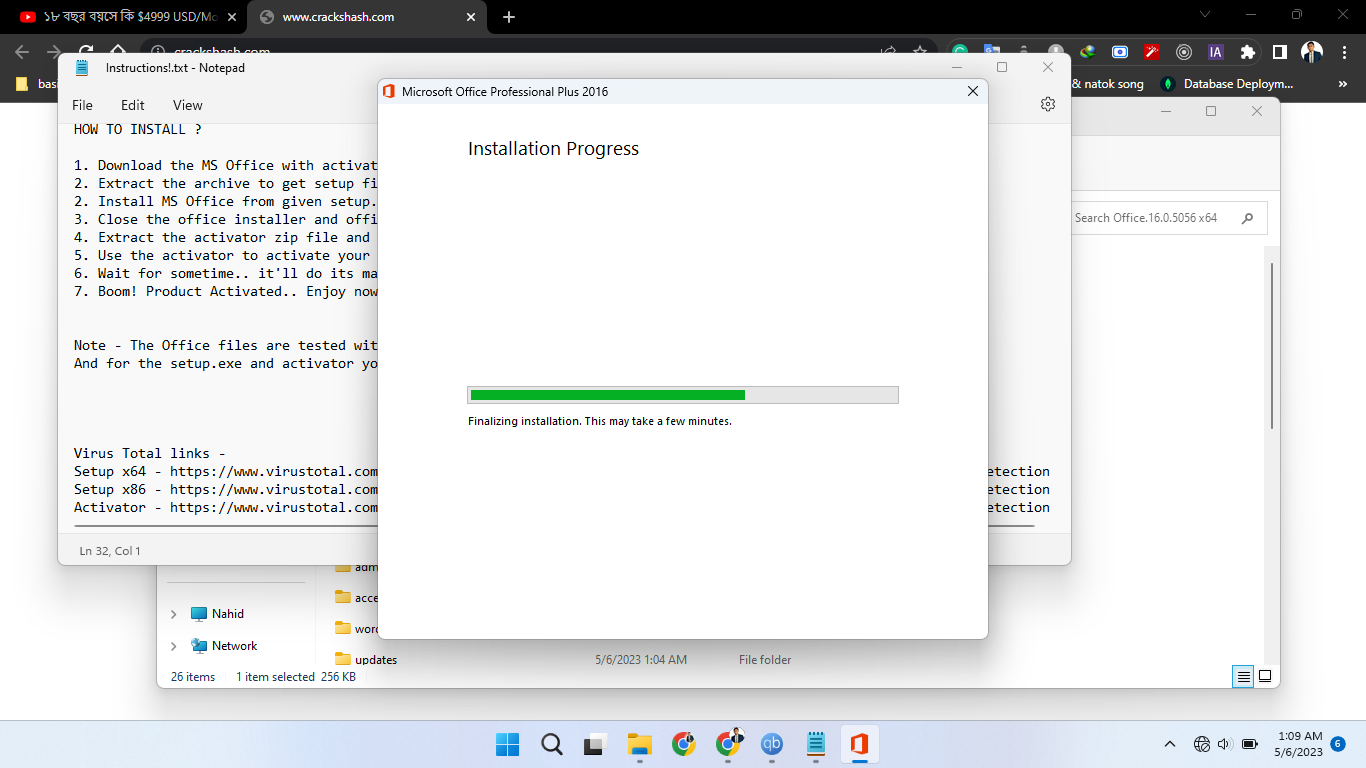 ১৮ বছর বয়সে কি $4999 USD/Mo
www.crackshash.com
crackshash.com
basi
& natok song
Database Deploym...
Instructions!.txt - Notepad
File Edit View
HOW TO INSTALL ?
1. Download the MS Office with activat
2. Extract the archive to get setup fi
2. Install MS Office from given setup.
3. Close the office installer and offi
4. Extract the activator zip file and
5. Use the activator to activate your
6. Wait for sometime.. it'll do its ma
7. Boom! Product Activated.. Enjoy now
Note - The Office files are tested wit
And for the setup.exe and activator yo
Virus Total links -
Setup x64 - https://www.virustotal.com
etection
Setup x86 - https://www.virustotal.com
etection
Activator - https://www.virustotal.com
etection
Ln 32, Col 1
Microsoft Office Professional Plus 2016
Installation Progress
Finalizing installation. This may take a few minutes.
Search Office.16.0.5056 x64
adm
acce
word
updates 5/6/2023 1:04 AM File folder
Nahid
Network
26 items 1 item selected 256 KB
IA
qb
1:09 AM
5/6/2023
6